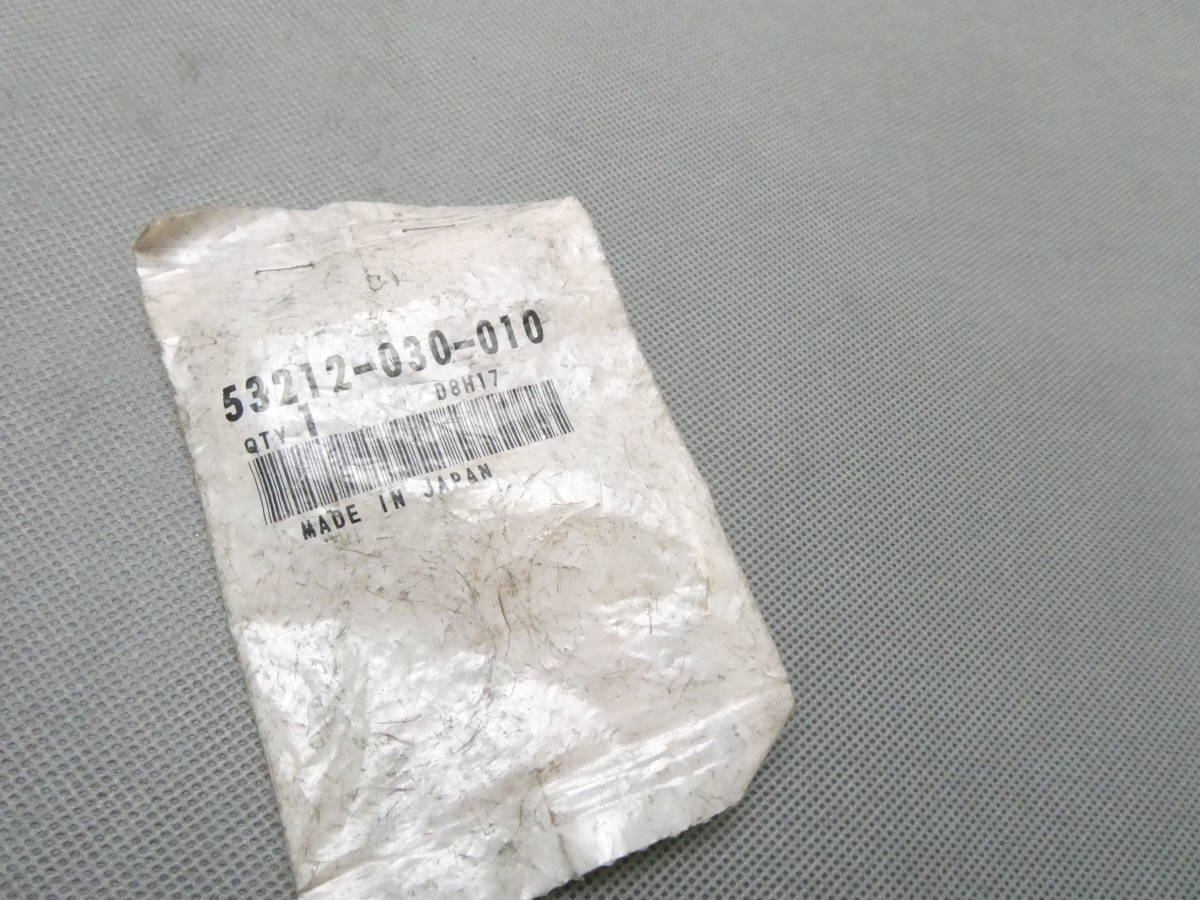 53212-030-010
D8H17
QTY 1
MADE IN JAPAN